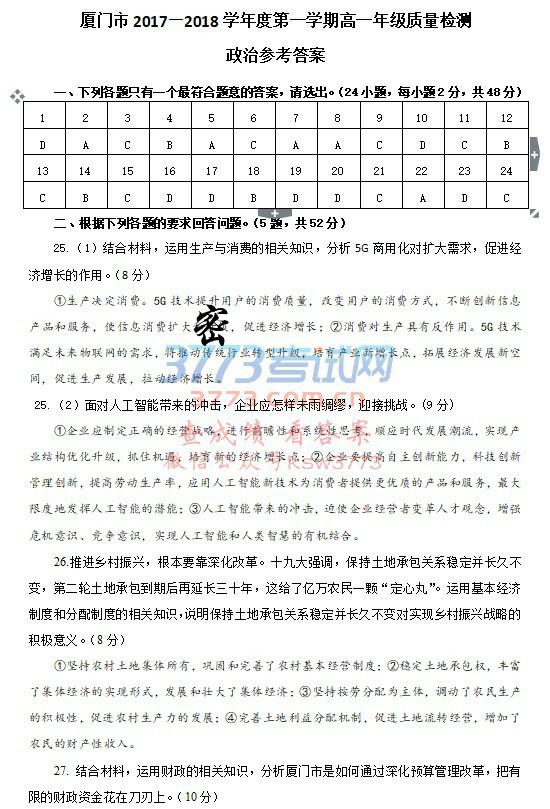 厦门市 2017—2018 学年度第一学期高一年级质量检测
政治参考答案
一、下列各题只有一个最符合题意的答案，请选出。（24 小题，每小题 2 分，共 48 分）
1 2 3 4 5 6 7 8 9 10 11 12
D A C B A C A A C D C B
13 14 15 16 17 18 19 20 21 22 23 24
C B C D D B D D C A D C
二、根据下列各题的要求回答问题。（5 题，共 52 分）
25.（1）结合材料，运用生产与消费的相关知识，分析 5G 商用化对扩大需求，促进经
济增长的作用。（8 分）
①生产决定消费。5G 技术提升用户的消费质量，改变用户的消费方式，不断创新信息
产品和服务，使信息消费扩大 密 ，促进经济增长；②消费对生产具有反作用。5G 技术
满足未来物联网的需求，将推动传统行业转型升级，培育产业新增长点，拓展经济发展新空
间，促进生产发展，拉动经济增长。
3773考试网
3773.com
25.（2）面对人工智能带来的冲击，企业应怎样未雨绸缪，迎接挑战。（9 分）
①企业应制定正确的经营战略，进行前瞻性和系统性思考，顺应时代发展潮流，实现产
查成绩 看答案
业结构优化升级，抓住机遇，培育新的经济增长点；②企业要提高自主创新能力，科技创新
微信公众号KSW3773
管理创新，提高劳动生产率，应用人工智能新技术为消费者提供更优质的产品和服务，最大
限度地发挥人工智能的潜能；③人工智能带来的冲击，迫使企业经营者变革人才观念，增强
危机意识、竞争意识，实现人工智能和人类智慧的有机结合。
26.推进乡村振兴，根本要靠深化改革。十九大强调，保持土地承包关系稳定并长久不
变，第二轮土地承包到期后再延长三十年，这给了亿万农民一颗“定心丸”。运用基本经济
制度和分配制度的相关知识，说明保持土地承包关系稳定并长久不变对实现乡村振兴战略的
积极意义。（8 分）
①坚持农村土地集体所有，巩固和完善了农村基本经营制度；②稳定土地承包权，丰富
了集体经济的实现形式，发展和壮大了集体经济；③坚持按劳分配为主体，调动了农民生产
的积极性，促进农村生产力的发展；④完善土地利益分配机制，促进土地流转经营，增加了
农民的财产性收入。
27. 结合材料，运用财政的相关知识，分析厦门市是如何通过深化预算管理改革，把有
限的财政资金花在刀刃上。（10 分）